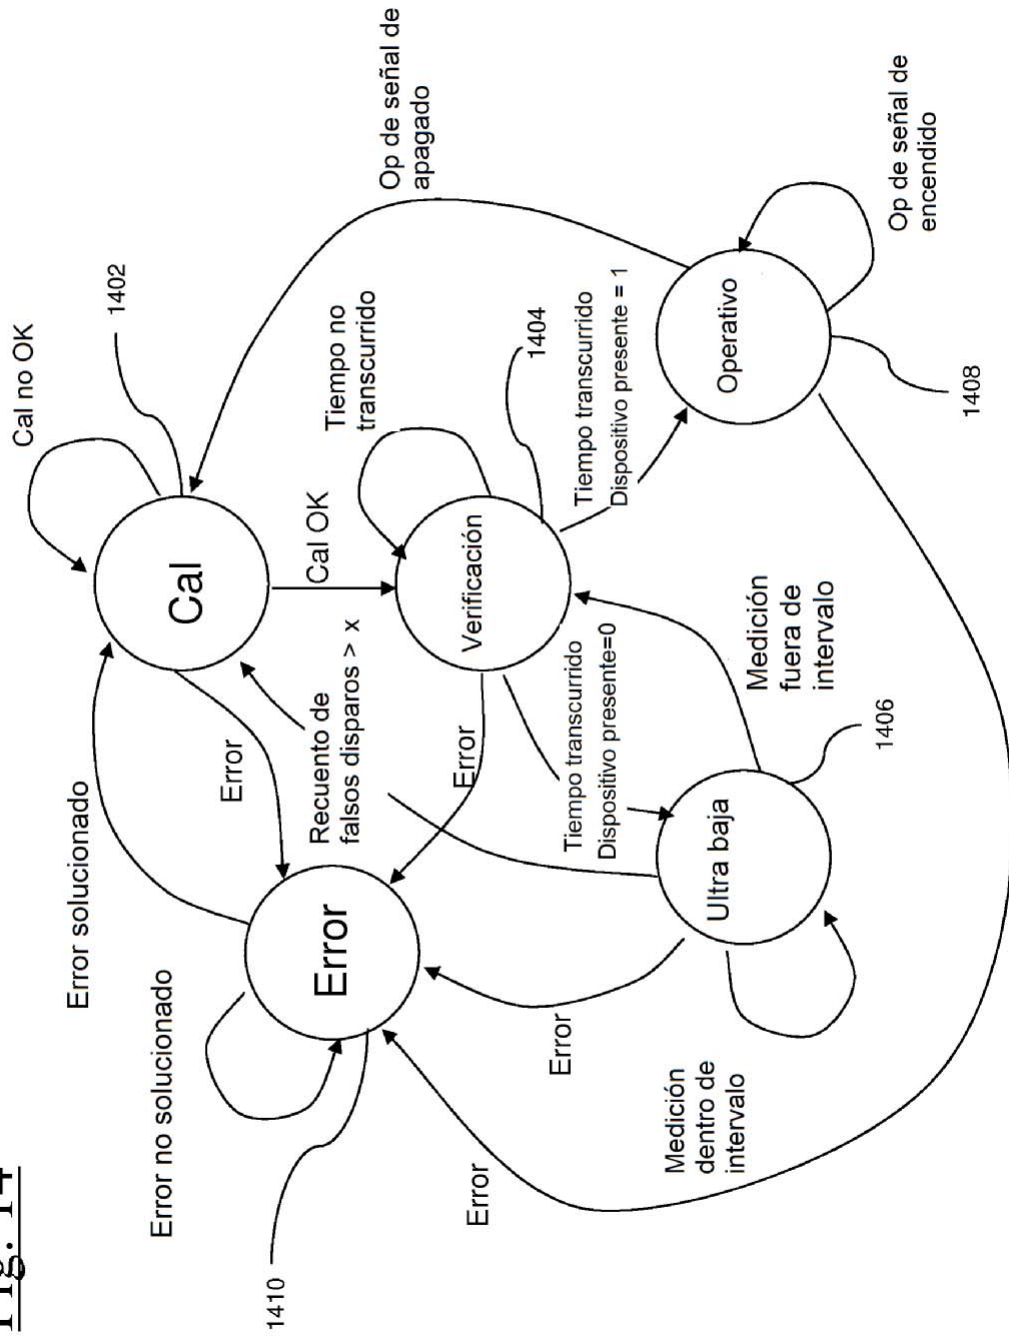 Fig. 14
Error solucionado
Cal no OK
1402
Error no solucionado
Error
Cal
Op de señal de
apagado
Error
Recuento de
falsos disparos > x
Cal OK
Tiempo no
transcurrido
1410
Error
Verificación
1404
Error
Tiempo transcurrido
Dispositivo presente=0
Tiempo transcurrido
Dispositivo presente = 1
Error
Medición
dentro de
intervalo
Ultra baja
1406
Medición
fuera de
intervalo
Operativo
1408
Op de señal de
encendido